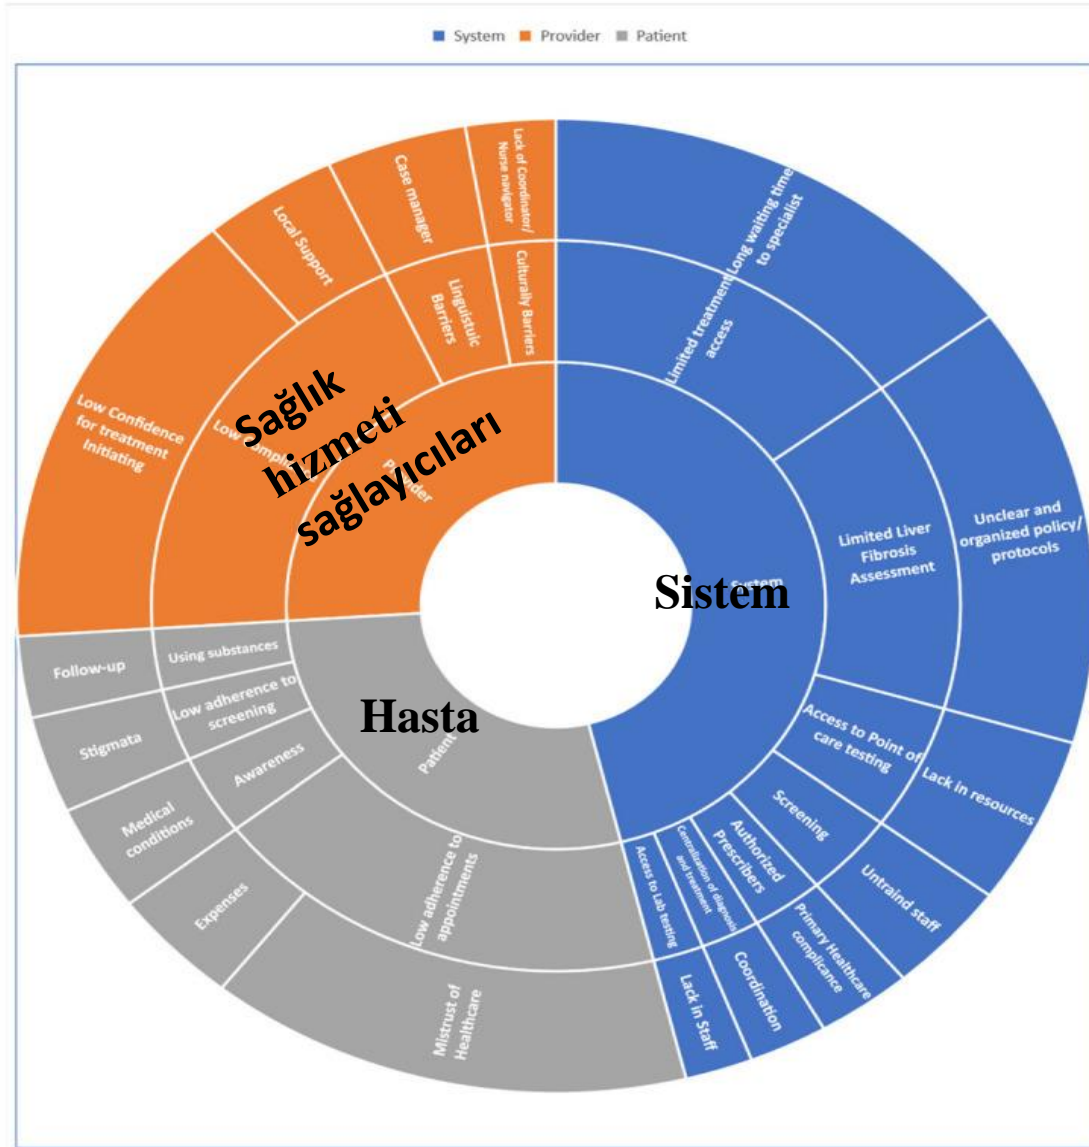 System Provider Patient
Lack of Coordinator/
Nurse navigator
Case manager
Local Support
Low Confidence
for treatment
Initiating
Culturally Barriers
Linguistuic
Barriers
Sağlık
hizmeti
sağlayıcıları
Provider
Long waiting time
to specialist
Limited treatment
access
Unclear and
organized policy/
protocols
Limited Liver
Fibrosis
Assessment
System
Sistem
Access to Point of
care testing
Lack in resources
Screening
Untraind staff
Authorized
Prescribers
Primary Healthcare
complicance
Centralization of diagnosis
and treatment
Coordination
Access to Lab testing
Lack in Staff
Hasta
Patient
Using substances
Follow-up
Low adherence to
screening
Stigmata
Awareness
Medical
conditions
Low adherence to
appointments
Expenses
Mistrust of
Healthcare